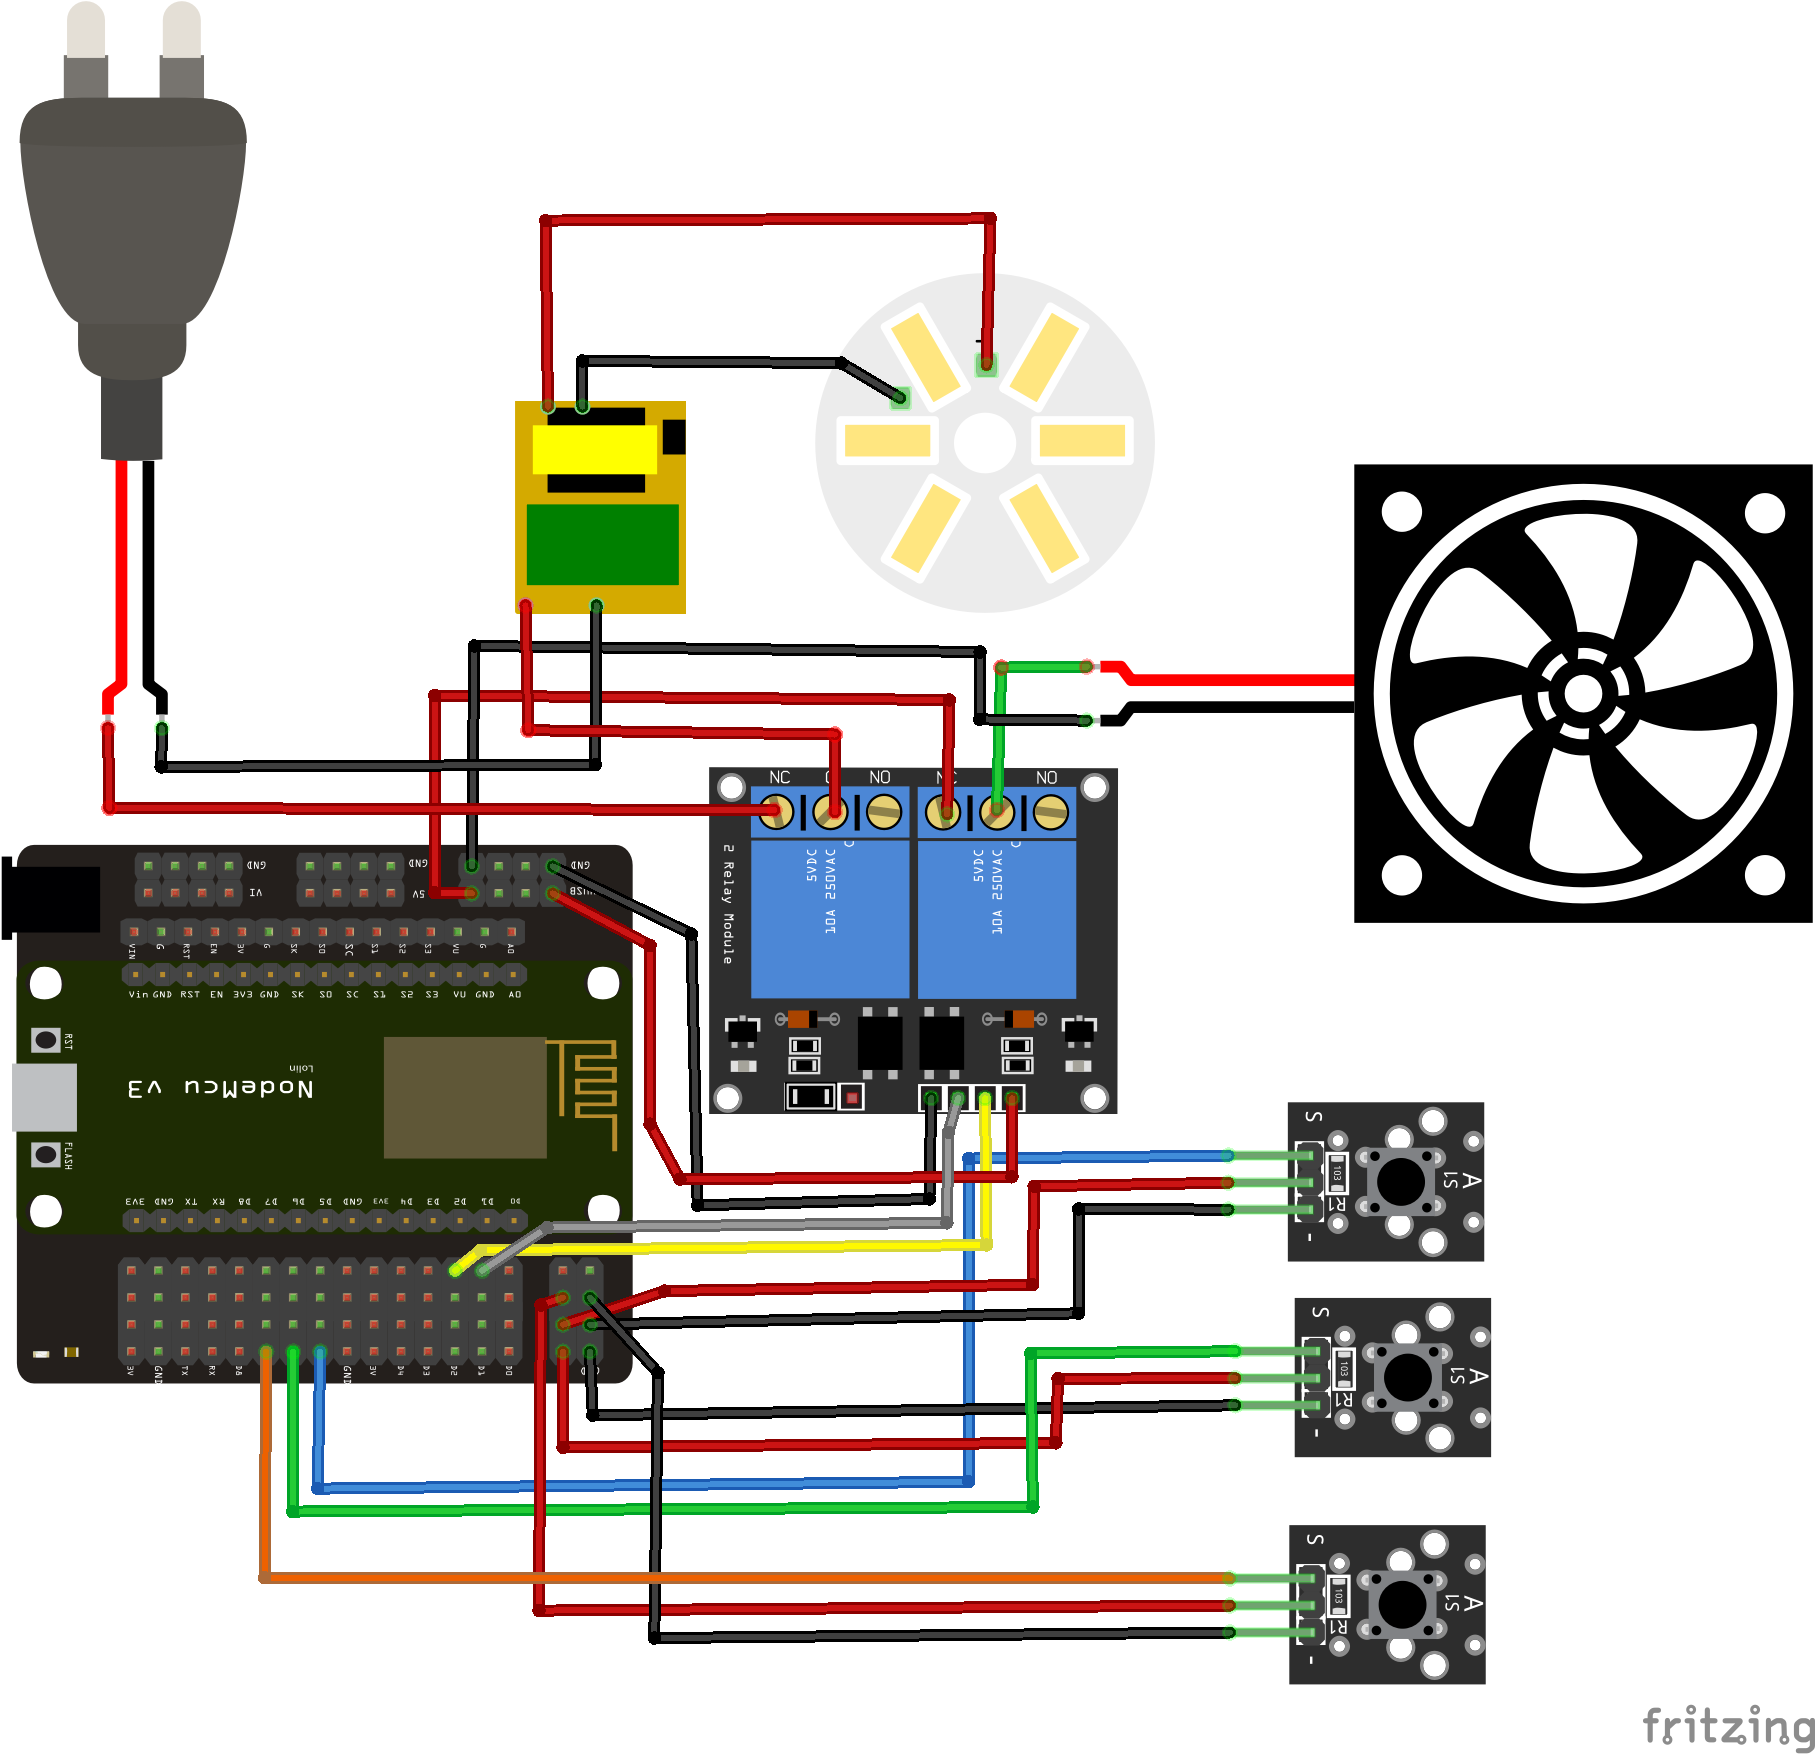 NC
NO
NC
NO
5VDC
10A 250VAC
5VDC
10A 250VAC
2 Relay Module
GND
VI
GND
5V
GND
VUSB
VIN G RST EN 3V G SK SO SC S1 S2 S3 VU G A0
Vin GND RST EN 3V3 GND SK SO SC S1 S2 S3 VU GND A0
RST
Lolin
NodeMcu v3
FLASH
3V3 GND TX RX D8 D7 D6 D5 GND 3V3 D4 D3 D2 D1 D0
3V GND TX RX D8 GND 3V D4 D3 D2 D1 D0
S
103
R1
S1
A
-
S
103
R1
S1
A
-
S
103
R1
S1
A
-
fritzing